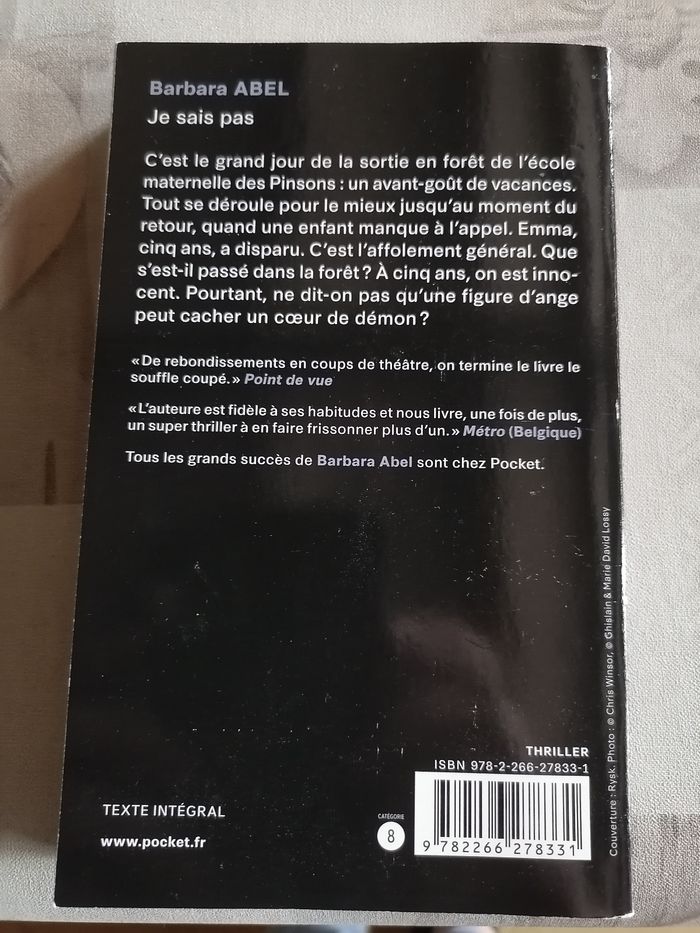 Barbara ABEL
Je sais pas
C'est le grand jour de la sortie en forêt de l'école
maternelle des Pinsons : un avant-goût de vacances.
Tout se déroule pour le mieux jusqu'au moment du
retour, quand une enfant manque à l'appel. Emma,
cinq ans, a disparu. C'est l'affolement général. Que
s'est-il passé dans la forêt ? À cinq ans, on est inno-
cent. Pourtant, ne dit-on pas qu'une figure d'ange
peut cacher un cœur de démon ?
« De rebondissements en coups de théâtre, on termine le livre le
souffle coupé. » Point de vue
« L'auteure est fidèle à ses habitudes et nous livre, une fois de plus,
un super thriller à en faire frissonner plus d'un. » Métro (Belgique)
Tous les grands succès de Barbara Abel sont chez Pocket.
Couverture : Rysk. Photo : © Chris Winsor, © Ghislain & Marie David Lossy
THRILLER
ISBN 978-2-266-27833-1
TEXTE INTÉGRAL
www.pocket.fr
CATÉGORIE
8
9 782266 278331